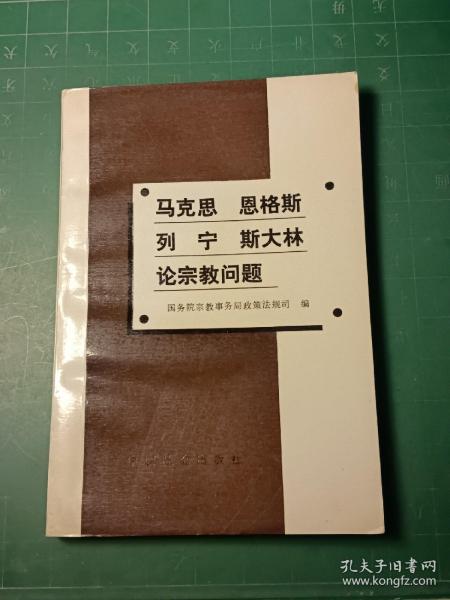 马克思 恩格斯
列 宁 斯大林
论宗教问题
国务院宗教事务局政策法规司 编
孔夫子旧书网
www.kongfz.com